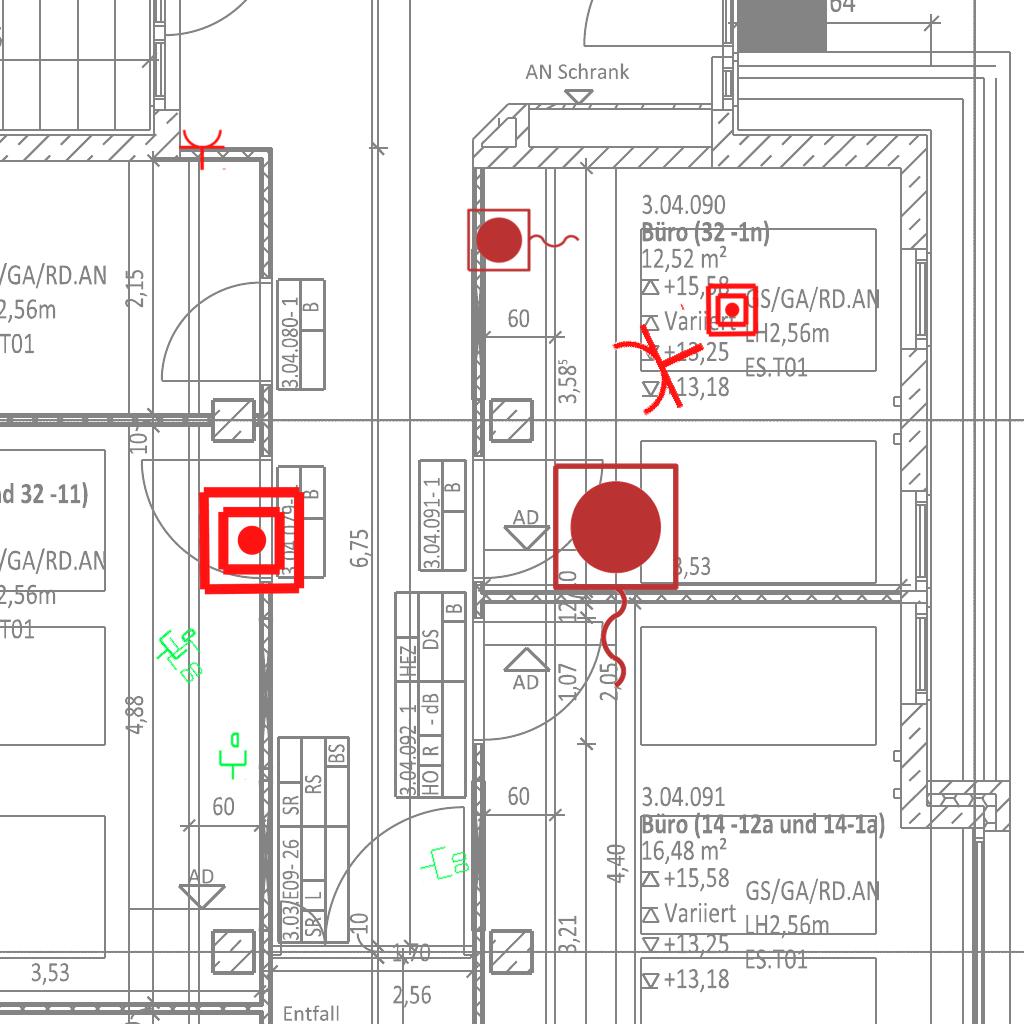 64
AN Schrank
3.04.090
Büro (32 -1n)
12,52 m²
+15,58
GS/GA/RD.AN
Variiert
LH2,56m
+13,25
ES.T01
+13,18
/GA/RD.AN
2,56m
T01
2,15
3.04.080- 1
B
60
3,58⁵
10
nd 32 -11)
/GA/RD.AN
2,56m
T01
B
3.04.091- 1
B
6,75
AD
3,53
AD
1,07
2,05
3.04.092 1
HEZ
B
DS
HO
R
- dB
4,88
60
AD
3.03/E09- 26
SR
RS
BS
SR
L
10
60
4,40
3,21
3.04.091
Büro (14 -12a und 14-1a)
16,48 m²
+15,58
GS/GA/RD.AN
Variiert
LH2,56m
+13,25
ES.T01
+13,18
3,53
1,70
2,56
Entfall